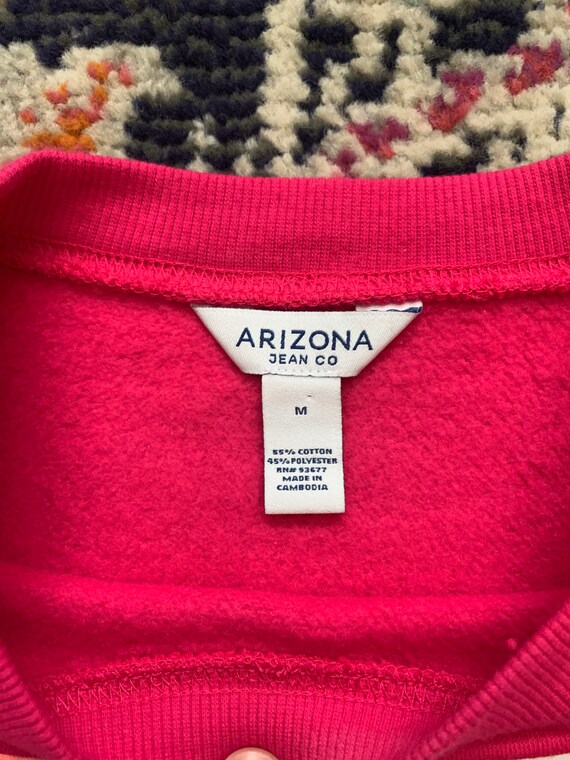 ARIZONA
JEAN CO
M
55% COTTON
45% POLYESTER
RN# 93677
MADE IN
CAMBODIA